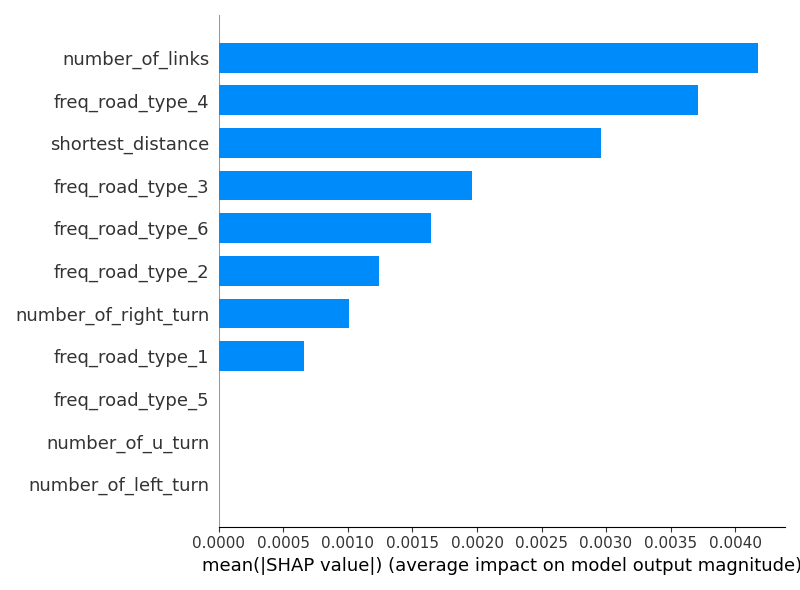 number_of_links
freq_road_type_4
shortest_distance
freq_road_type_3
freq_road_type_6
freq_road_type_2
number_of_right_turn
freq_road_type_1
freq_road_type_5
number_of_u_turn
number_of_left_turn
0.0000 0.0005 0.0010 0.0015 0.0020 0.0025 0.0030 0.0035 0.0040
mean(|SHAP value|) (average impact on model output magnitude)